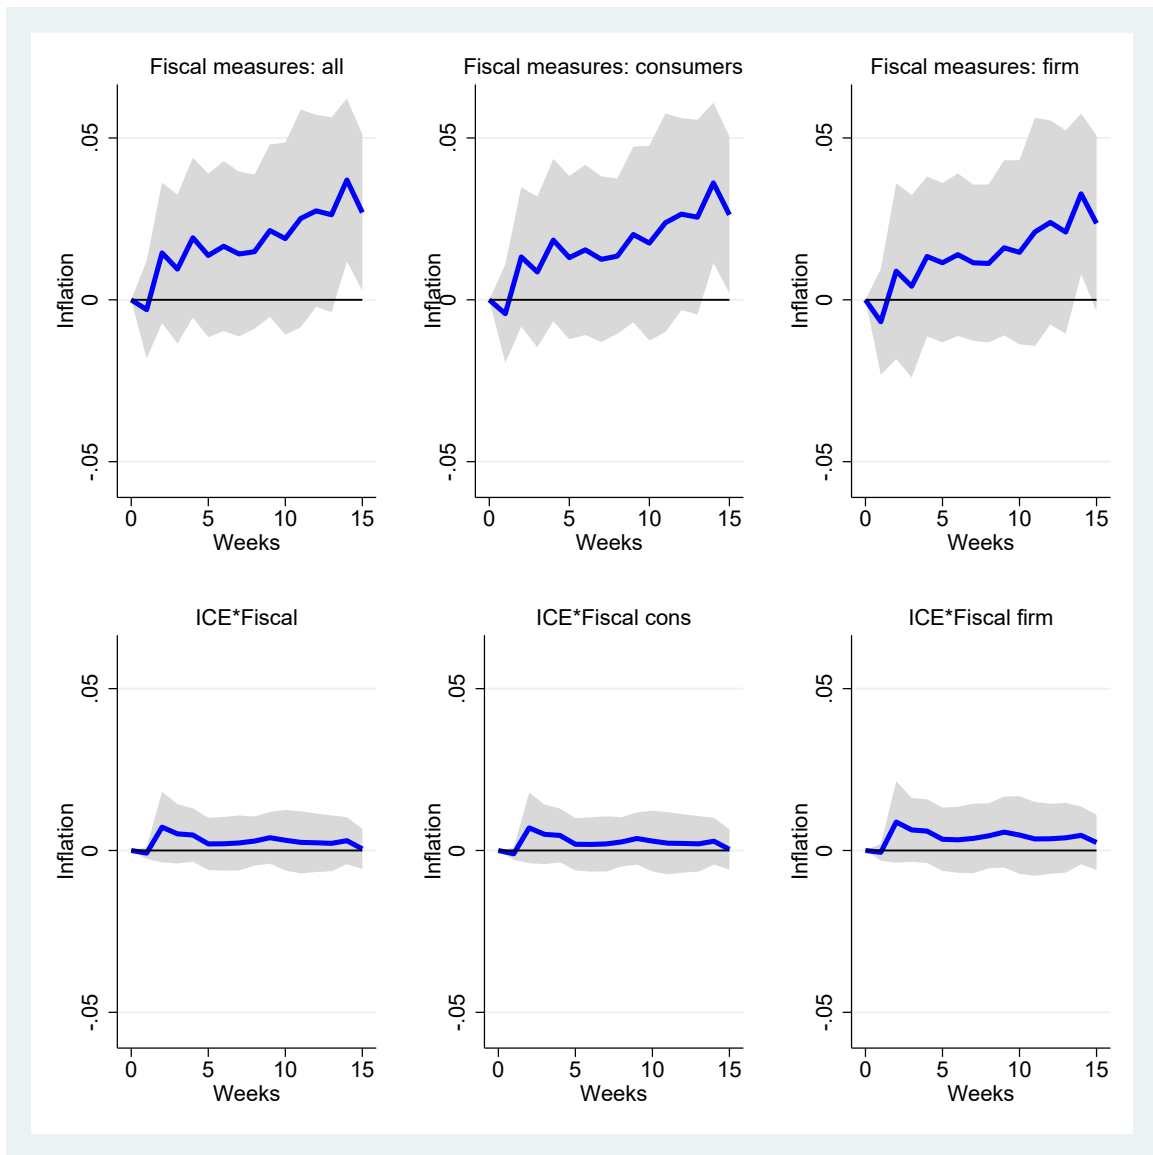 Fiscal measures: all
Inflation
.05
0
-.05
0 5 10 15
Weeks
Fiscal measures: consumers
Inflation
.05
0
-.05
0 5 10 15
Weeks
Fiscal measures: firm
Inflation
.05
0
-.05
0 5 10 15
Weeks
ICE*Fiscal
Inflation
.05
0
-.05
0 5 10 15
Weeks
ICE*Fiscal cons
Inflation
.05
0
-.05
0 5 10 15
Weeks
ICE*Fiscal firm
Inflation
.05
0
-.05
0 5 10 15
Weeks